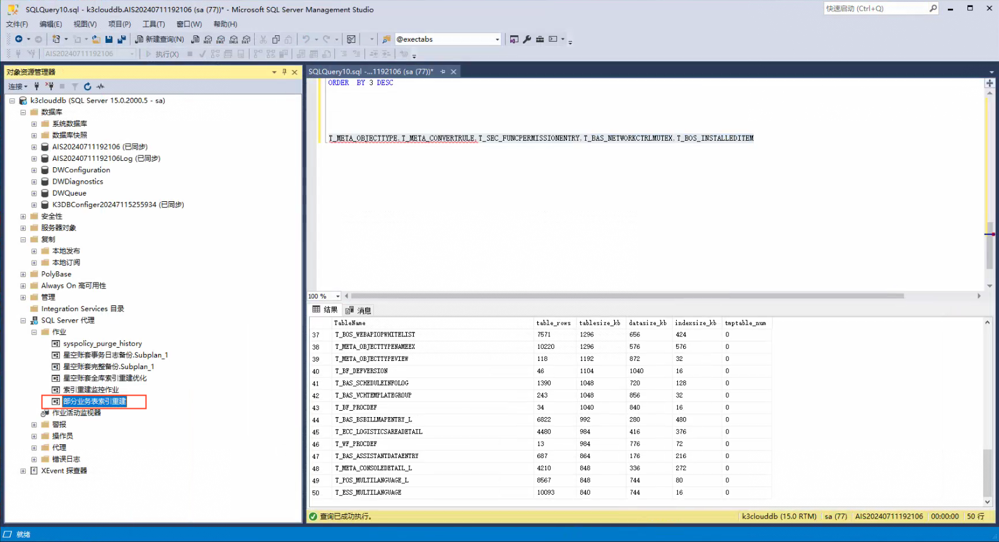 SQLQuery10.sql - k3clouddb.AIS20240711192106 (sa (77))* - Microsoft SQL Server Management Studio
快速启动 (Ctrl+Q)
文件(F) 编辑(E) 视图(V) 项目(P) 工具(T) 窗口(W) 帮助(H)
新建查询(N) MDX DMX XMLA DAX @exectabs
AIS20240711192106 执行(X)
对象资源管理器
连接
k3clouddb (SQL Server 15.0.2000.5 - sa)
数据库
系统数据库
数据库快照
AIS20240711192106 (已同步)
AIS20240711192106Log (已同步)
DWConfiguration
DWDiagnostics
DWQueue
K3DBConfiger20247115255934 (已同步)
安全性
服务器对象
复制
本地发布
本地订阅
PolyBase
Always On 高可用性
管理
Integration Services 目录
SQL Server 代理
作业
syspolicy_purge_history
星空账套事务日志备份.Subplan_1
星空账套完整备份.Subplan_1
星空账套全库索引重建优化
索引重建监控作业
部分业务表索引重建
作业活动监视器
警报
操作员
代理
错误日志
XEvent 探查器
SQLQuery10.sql -...1192106 (sa (77))*
ORDER BY 3 DESC
T_META_OBJECTTYPE,T_META_CONVERTRULE,T_SEC_FUNCPERMISSIONENTRY,T_BAS_NETWORKCTRLMUTEX,T_BOS_INSTALLEDITEM
100 %
结果 消息
TableName table_rows tablesize_kb datasize_kb indexsize_kb tmptable_num
37 T_BOS_WEBAPIOPWHITELIST 7571 1296 656 424 0
38 T_META_OBJECTTYPENAMEEX 10220 1296 576 576 0
39 T_META_OBJECTTYPEVIEW 118 1192 872 32 0
40 T_BF_DEFVERSION 46 1104 1040 16 0
41 T_BAS_SCHEDULEINFOLOG 1390 1048 720 128 0
42 T_BAS_VCHTEMPLATEGROUP 243 1048 856 32 0
43 T_BF_PROCDEF 34 1040 840 16 0
44 T_BAS_BSBILLMAPENTRY_L 6822 992 280 480 0
45 T_ECC_LOGISTICSAREADETAIL 4480 984 416 376 0
46 T_WF_PROCDEF 13 984 776 72 0
47 T_BAS_ASSISTANTDATAENTRY 687 864 176 216 0
48 T_META_CONSOLEDETAIL_L 4210 848 336 272 0
49 T_POS_MULTILANGUAGE_L 8567 848 744 80 0
50 T_ESS_MULTILANGUAGE 10093 840 744 16 0
查询已成功执行。 k3clouddb (15.0 RTM) sa (77) AIS20240711192106 00:00:00 50 行
就绪